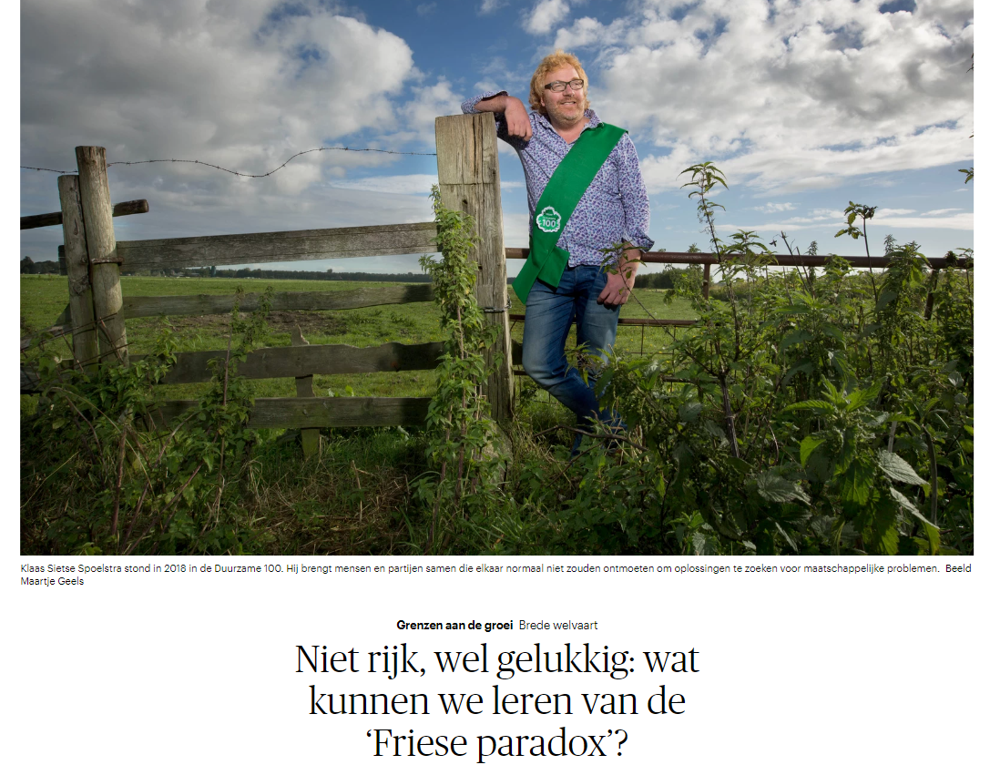 100
Klaas Sietse Spoelstra stond in 2018 in de Duurzame 100. Hij brengt mensen en partijen samen die elkaar normaal niet zouden ontmoeten om oplossingen te zoeken voor maatschappelijke problemen. Beeld
Maartje Geels
Grenzen aan de groei Brede welvaart
Niet rijk, wel gelukkig: wat
kunnen we leren van de
‘Friese paradox’?